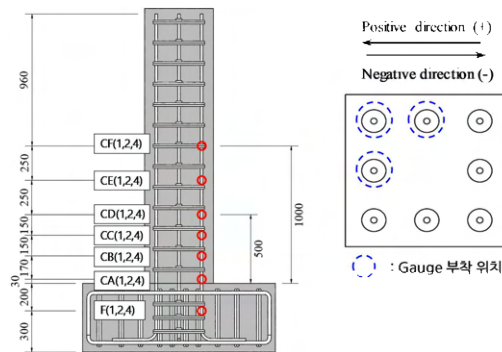 960
250
250
150
150
170
30
200
300
CF(1,2,4)
CE(1,2,4)
CD(1,2,4)
CC(1,2,4)
CB(1,2,4)
CA(1,2,4)
F(1,2,4)
500
1000
Positive direction (+)
Negative direction (-)
: Gauge 부착 위치